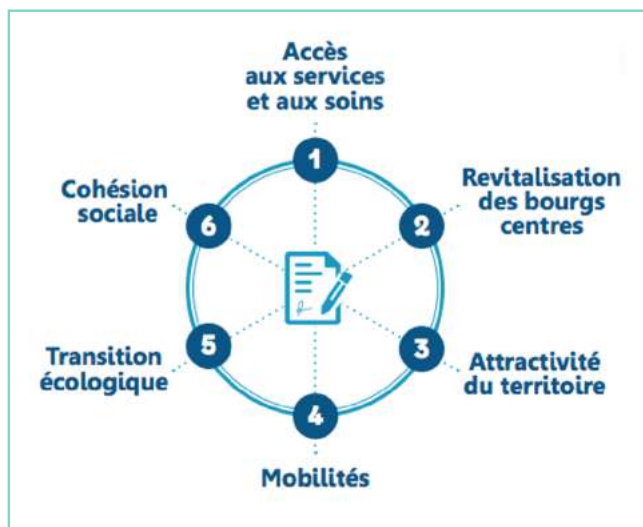 Accès
aux services
et aux soins
1
Revitalisation
des bourgs
centres
2
3
Attractivité
du territoire
4
Mobilités
5
Transition
écologique
6
Cohésion
sociale